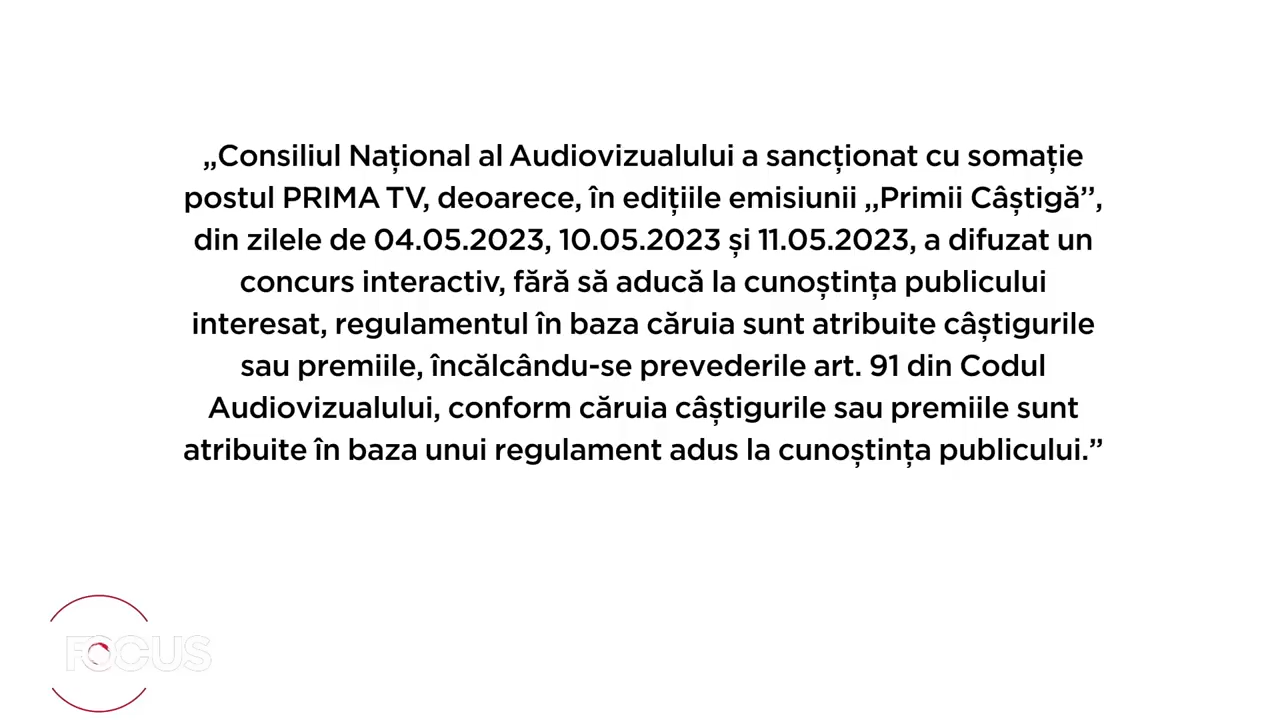 „Consiliul Național al Audiovizualului a sancționat cu somație
postul PRIMA TV, deoarece, în edițiile emisiunii „Primii Câștigă”,
din zilele de 04.05.2023, 10.05.2023 și 11.05.2023, a difuzat un
concurs interactiv, fără să aducă la cunoștința publicului
interesat, regulamentul în baza căruia sunt atribuite câștigurile
sau premiile, încălcându-se prevederile art. 91 din Codul
Audiovizualului, conform căruia câștigurile sau premiile sunt
atribuite în baza unui regulament adus la cunoștința publicului.”
FOCUS